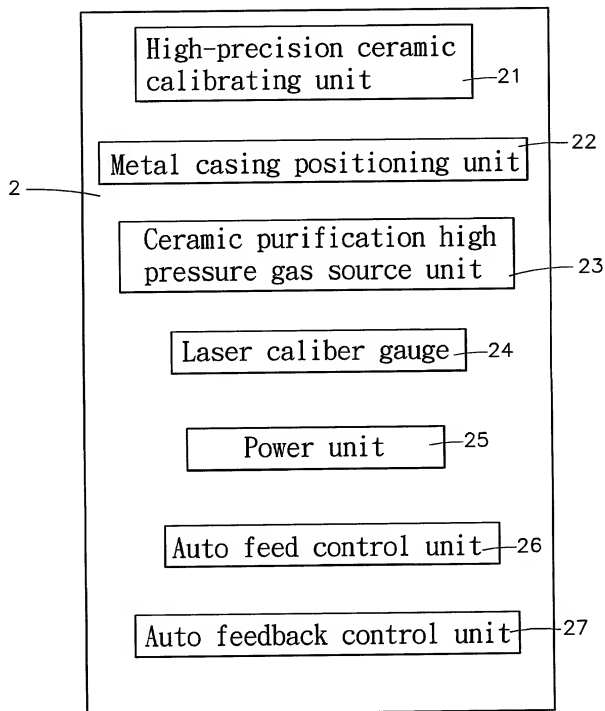 High-precision ceramic
calibrating unit
21
Metal casing positioning unit
22
2
Ceramic purification high
pressure gas source unit
23
Laser caliber gauge
24
Power unit
25
Auto feed control unit
26
Auto feedback control unit
27